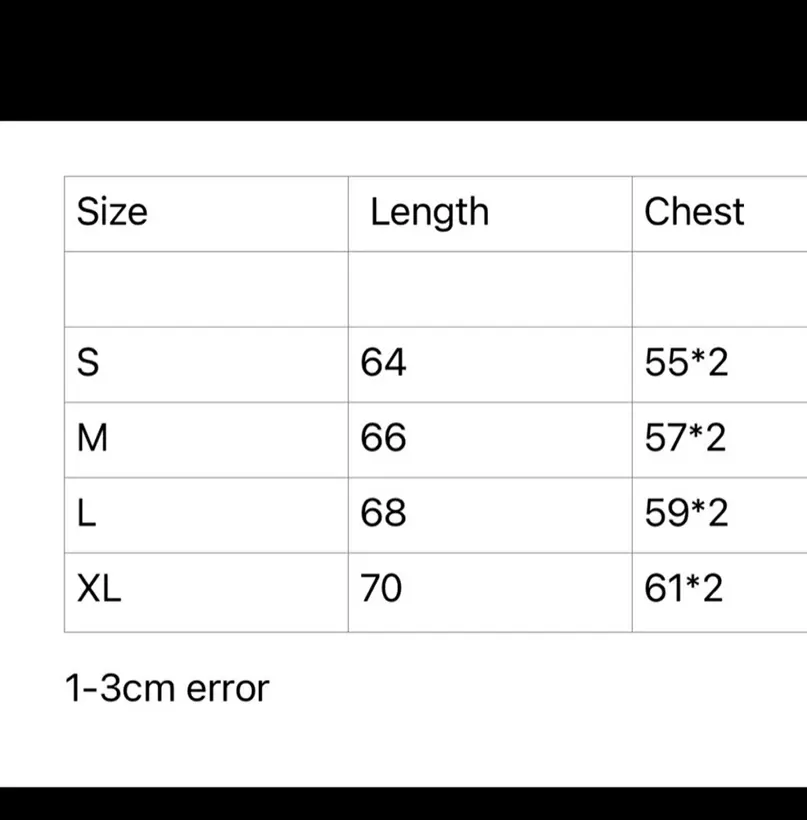 Size Length Chest
S 64 55*2
M 66 57*2
L 68 59*2
XL 70 61*2
1-3cm error